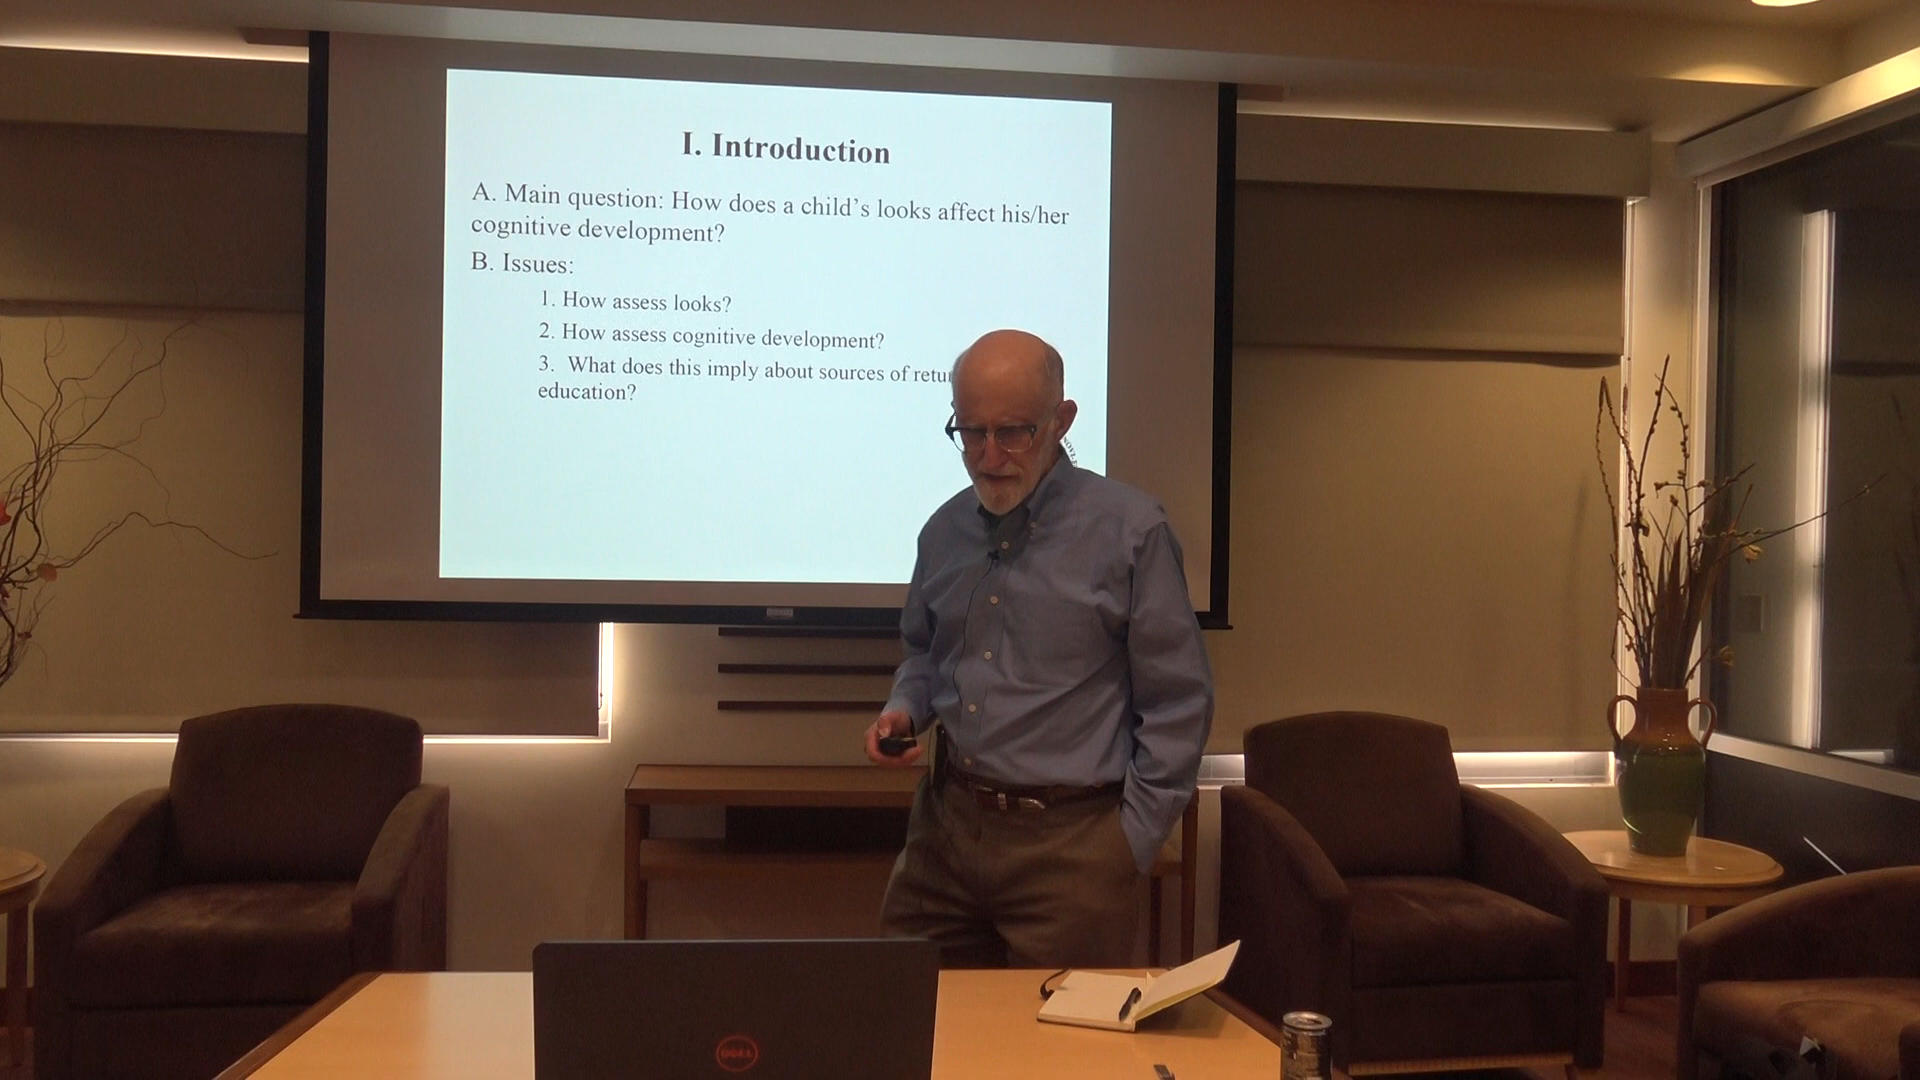 I. Introduction
A. Main question: How does a child's looks affect his/her
cognitive development?
B. Issues:
1. How assess looks?
2. How assess cognitive development?
3. What does this imply about sources of
education?
DELL